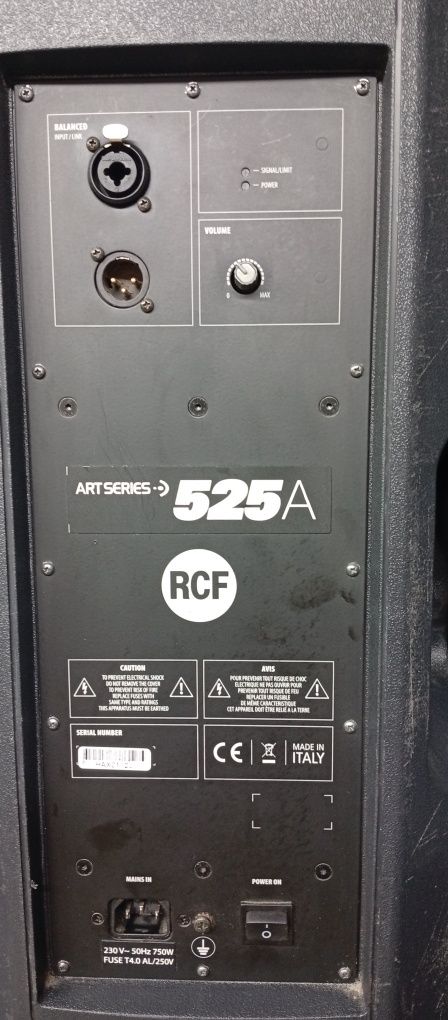 BALANCED
INPUT / LINK
SIGNAL/LIMIT
POWER
VOLUME
0 MAX
ART SERIES 525A
RCF
CAUTION
TO PREVENT ELECTRICAL SHOCK
DO NOT REMOVE THE COVER
TO PREVENT RISK OF FIRE
REPLACE FUSES WITH
SAME TYPE AND RATINGS
THIS APPARATUS MUST BE EARTHED
AVIS
POUR PREVENIR TOUT RISQUE DE CHOC
ELECTRIQUE NE PAS OUVRIR POUR
PREVENIR TOUT RISQUE DE FEU
REPLACER UN FUSIBLE
DE MÊME CARACTERISTIQUE
CET APPAREIL DOIT ÊTRE RELIE A LA TERRE
SERIAL NUMBER
CE
MADE IN
ITALY
MAINS IN
POWER ON
230 V~ 50Hz 750W
FUSE T4.0 AL/250V